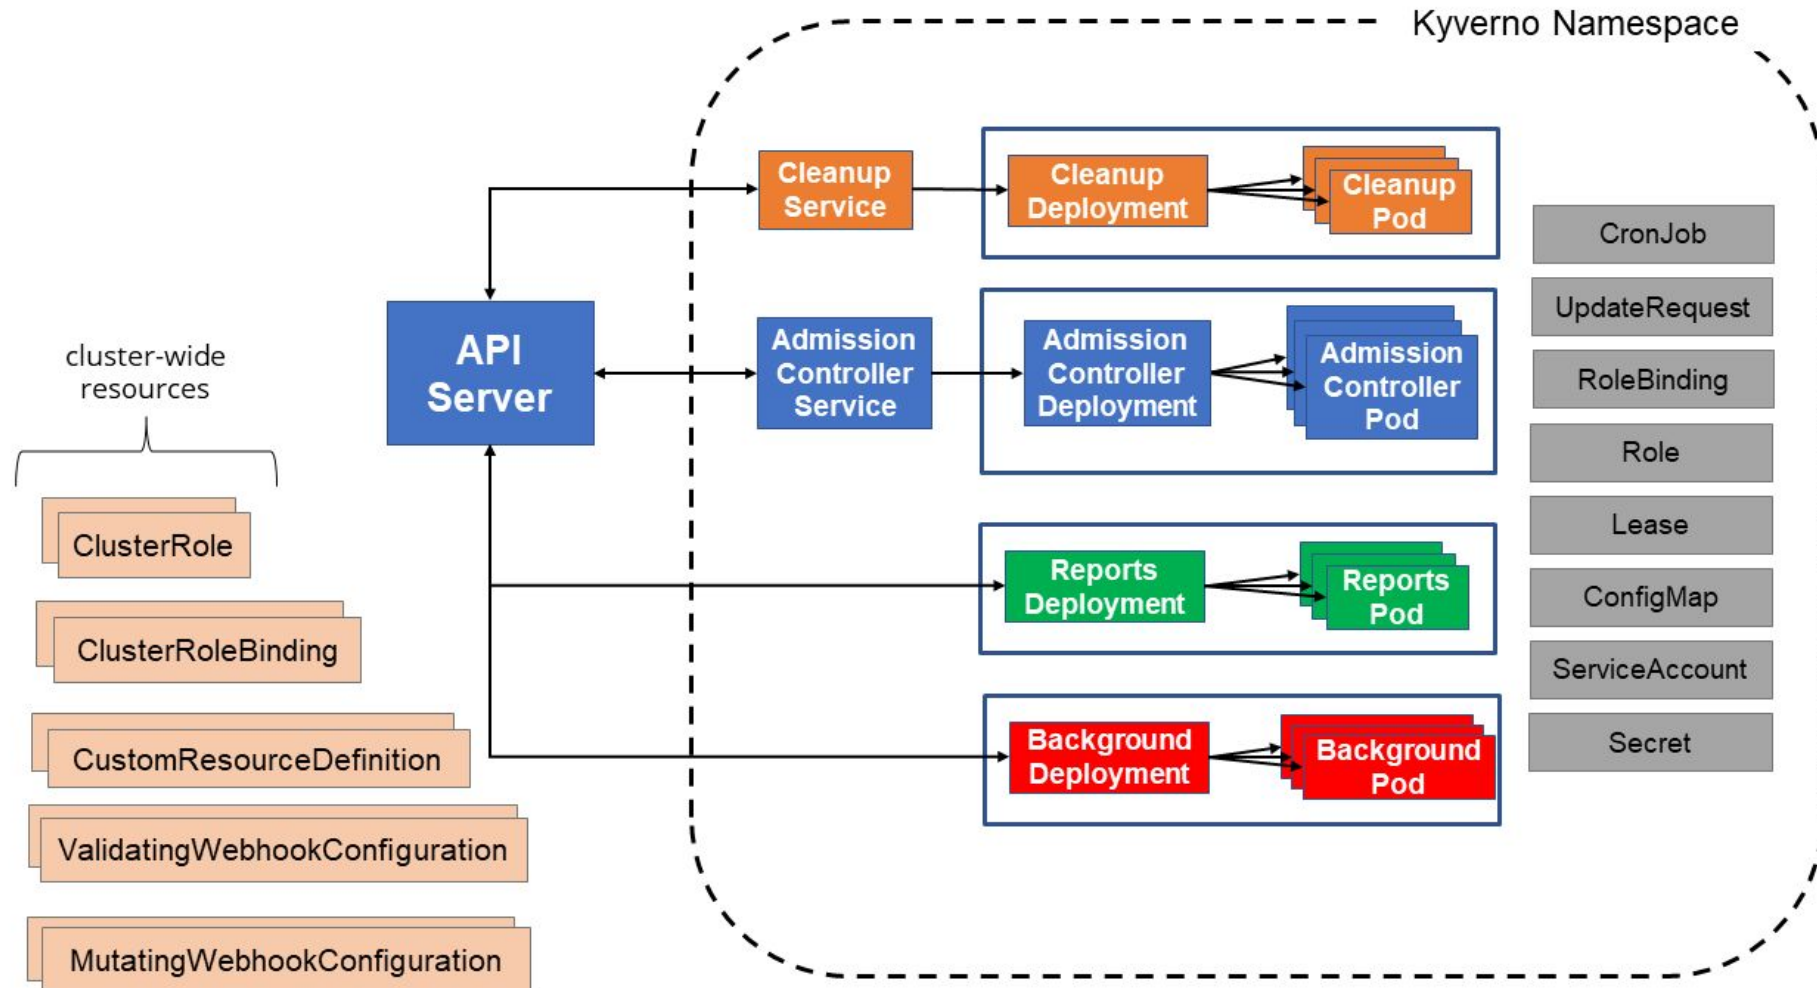 Kyverno Namespace
Cleanup
Service
Cleanup
Deployment
Cleanup
Pod
API
Server
Admission
Controller
Service
Admission
Controller
Deployment
Admission
Controller
Pod
Reports
Deployment
Reports
Pod
Background
Deployment
Background
Pod
CronJob
UpdateRequest
RoleBinding
Role
Lease
ConfigMap
ServiceAccount
Secret
cluster-wide
resources
ClusterRole
ClusterRoleBinding
CustomResourceDefinition
ValidatingWebhookConfiguration
MutatingWebhookConfiguration